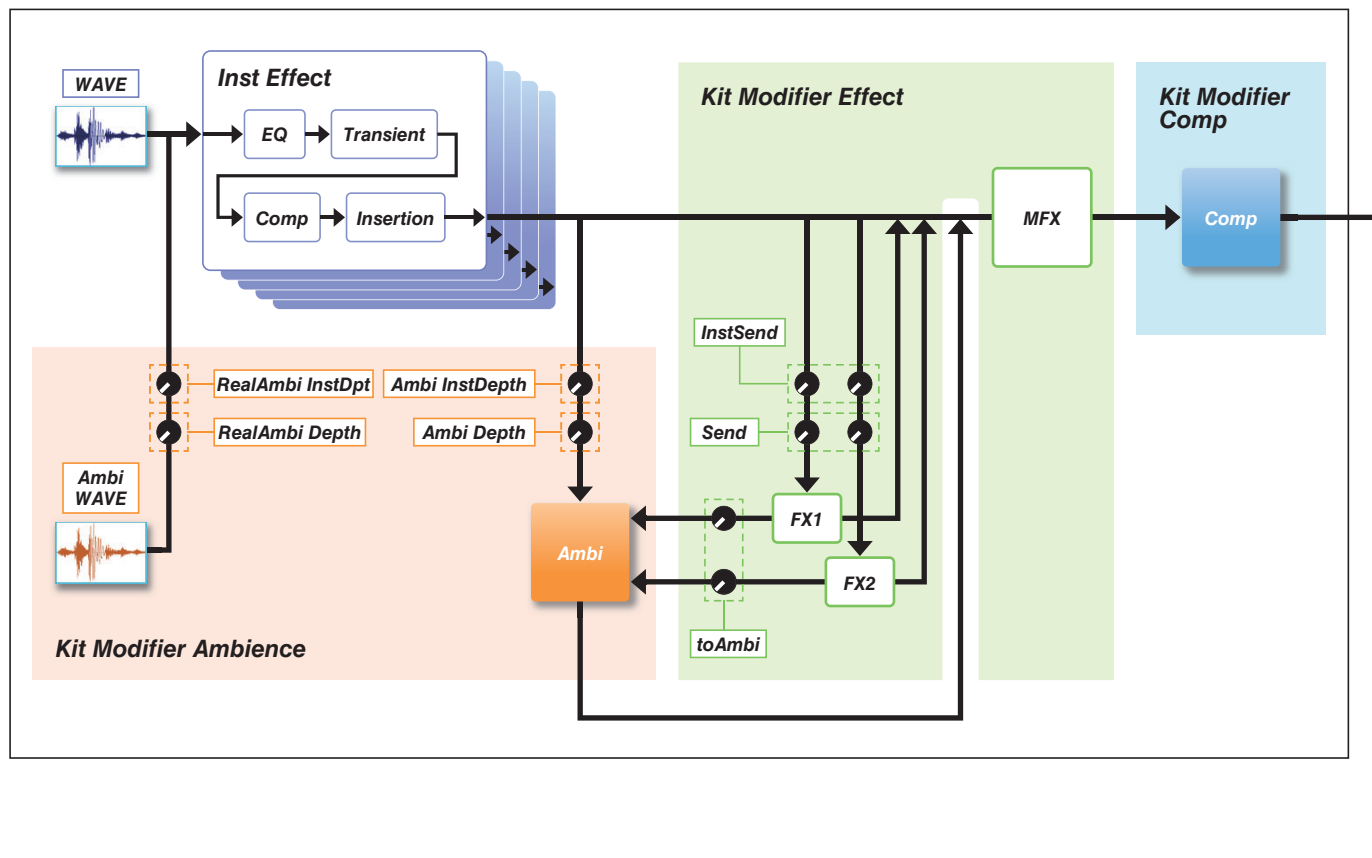 WAVE
Inst Effect
EQ
Transient
Comp
Insertion
Kit Modifier Effect
Kit Modifier
Comp
MFX
Comp
InstSend
Send
RealAmbi InstDpt
Ambi InstDepth
RealAmbi Depth
Ambi Depth
Ambi
WAVE
Ambi
FX1
FX2
toAmbi
Kit Modifier Ambience